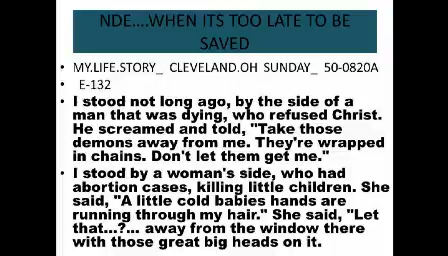 NDE....WHEN ITS TOO LATE TO BE
SAVED
• MY.LIFE.STORY_ CLEVELAND.OH SUNDAY_ 50-0820A
• E-132
• I stood not long ago, by the side of a
man that was dying, who refused Christ.
He screamed and told, "Take those
demons away from me. They're wrapped
in chains. Don't let them get me."
• I stood by a woman's side, who had
abortion cases, killing little children. She
said, "A little cold babies hands are
running through my hair." She said, "Let
that...?... away from the window there
with those great big heads on it.